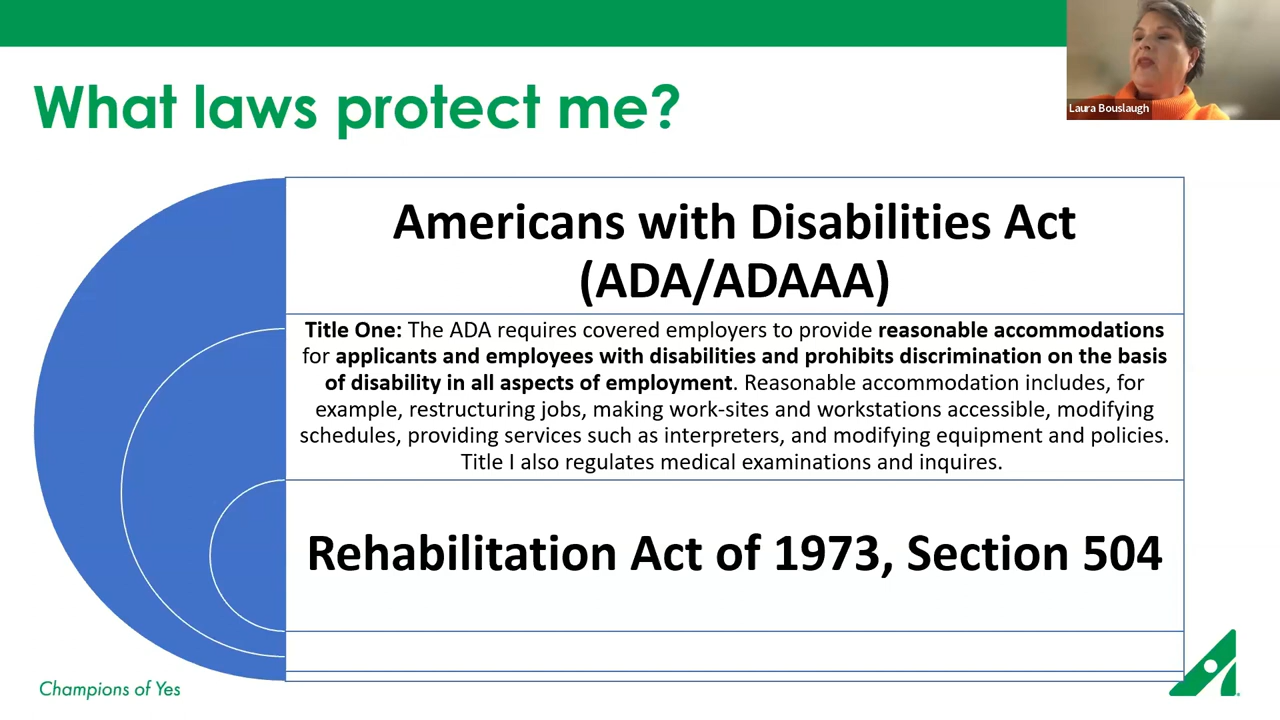 What laws protect me?
Laura Bouslaugh
Americans with Disabilities Act
(ADA/ADAAA)
Title One: The ADA requires covered employers to provide reasonable accommodations
for applicants and employees with disabilities and prohibits discrimination on the basis
of disability in all aspects of employment. Reasonable accommodation includes, for
example, restructuring jobs, making work-sites and workstations accessible, modifying
schedules, providing services such as interpreters, and modifying equipment and policies.
Title I also regulates medical examinations and inquires.
Rehabilitation Act of 1973, Section 504
Champions of Yes